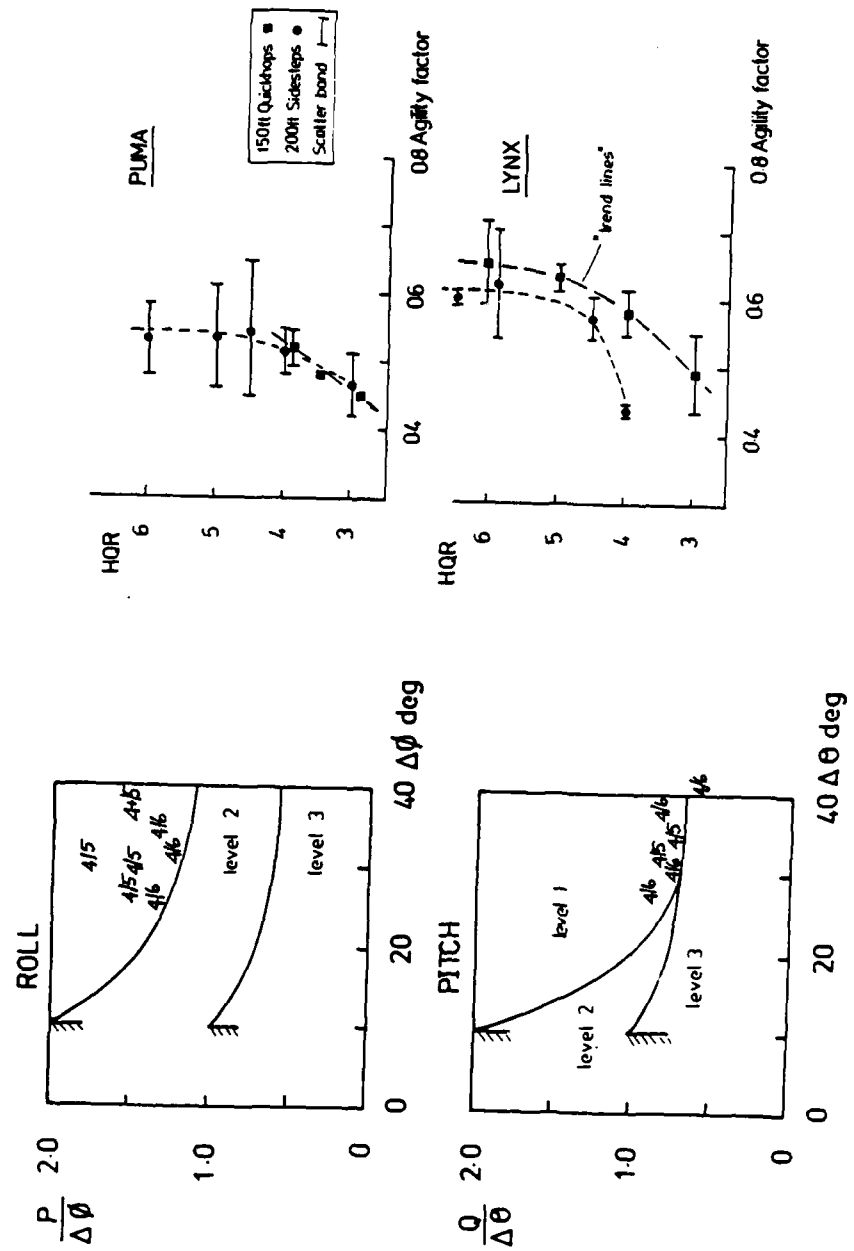 ROLL
P
Δφ
2·0
1·0
0
4/5
4/5 4/5
4+/5
4/6
4/6
4/6
level 2
level 3
0
20
40 Δφ deg
PITCH
Q
Δθ
2·0
1·0
0
level 1
level 2
level 3
4/6
4/5
4/6
4/6
4/5
4/6
0
20
40 Δθ deg
PUMA
HQR
6
5
4
3
0·4
0·6
0·8 Agility factor
150ft Quickhops
200ft Sidesteps
Scatter band
LYNX
HQR
6
5
4
3
"trend lines"
0·4
0·6
0·8 Agility factor